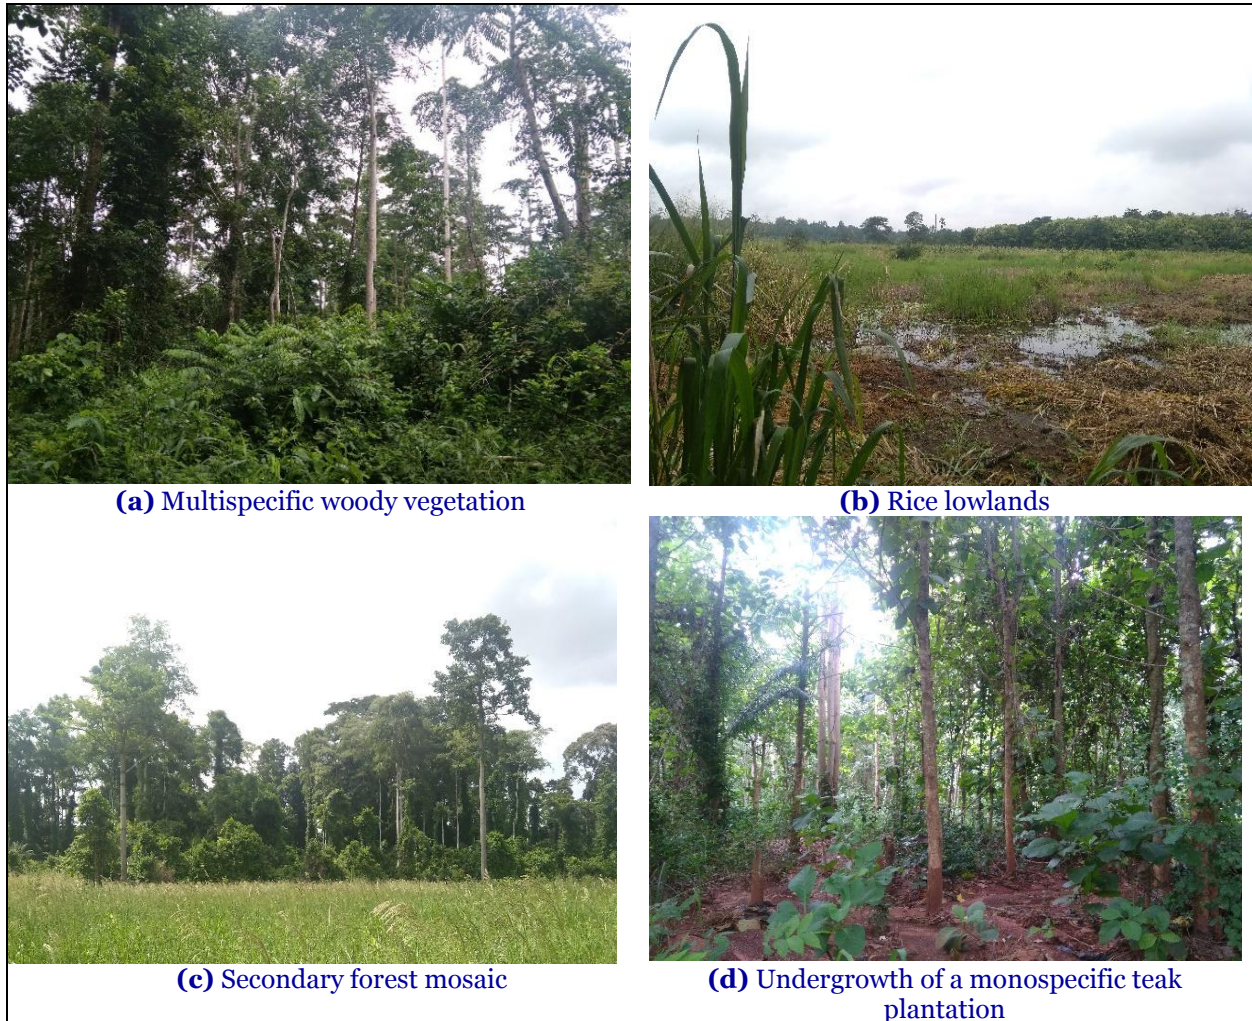 (a) Multispecific woody vegetation
(b) Rice lowlands
(c) Secondary forest mosaic
(d) Undergrowth of a monospecific teak
plantation